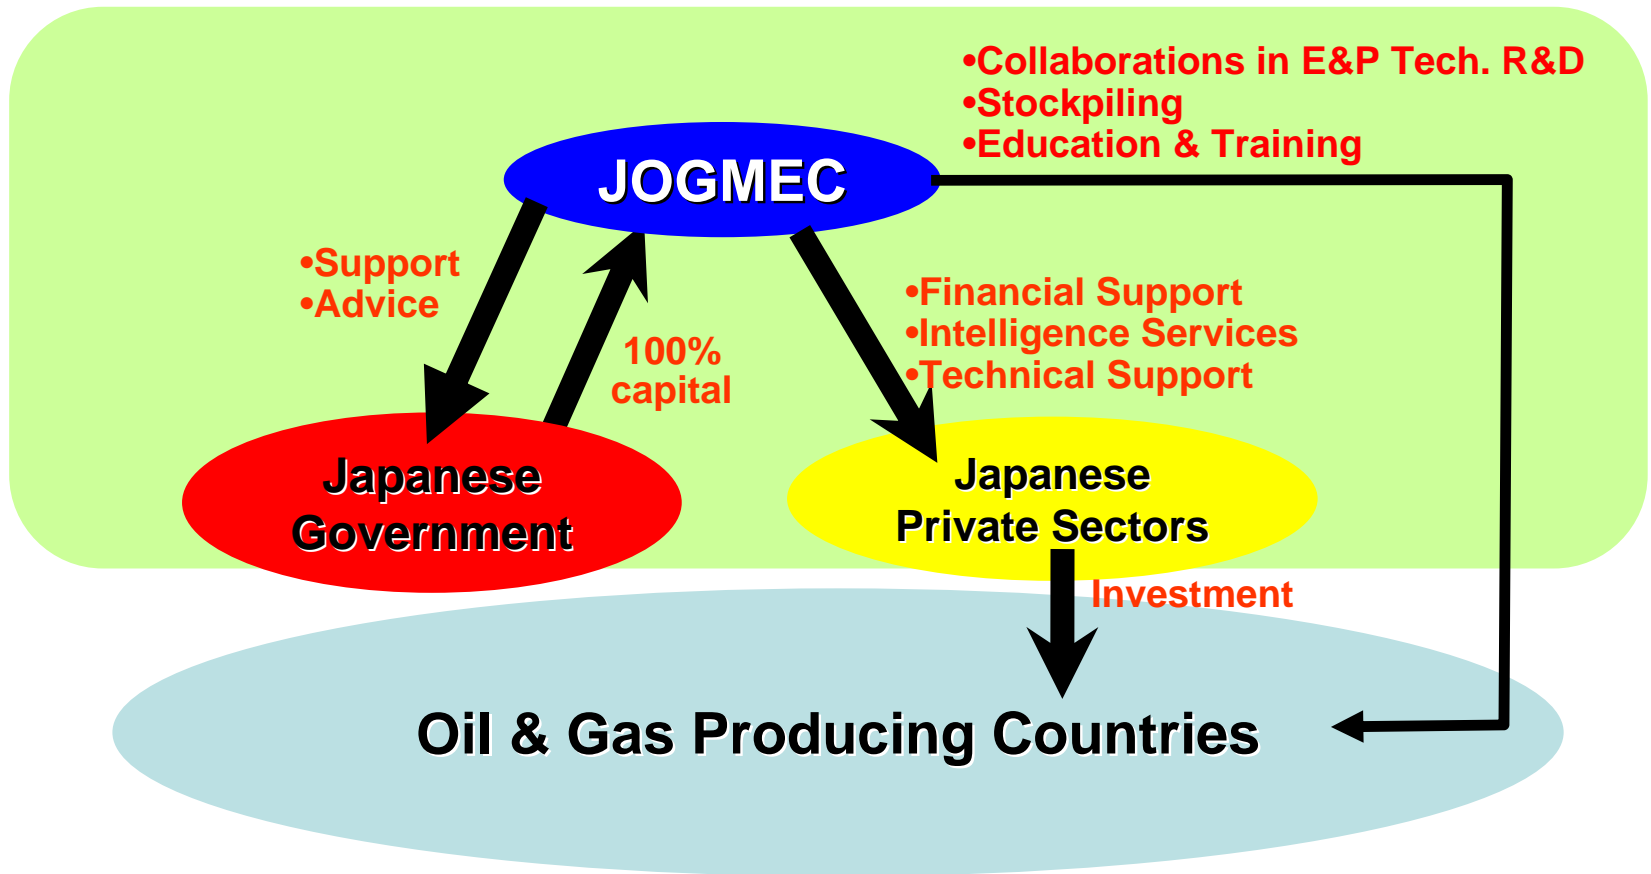 •Collaborations in E&P Tech. R&D
•Stockpiling
•Education & Training
JOGMEC
•Support
•Advice
100%
capital
•Financial Support
•Intelligence Services
•Technical Support
Japanese
Government
Japanese
Private Sectors
Investment
Oil & Gas Producing Countries